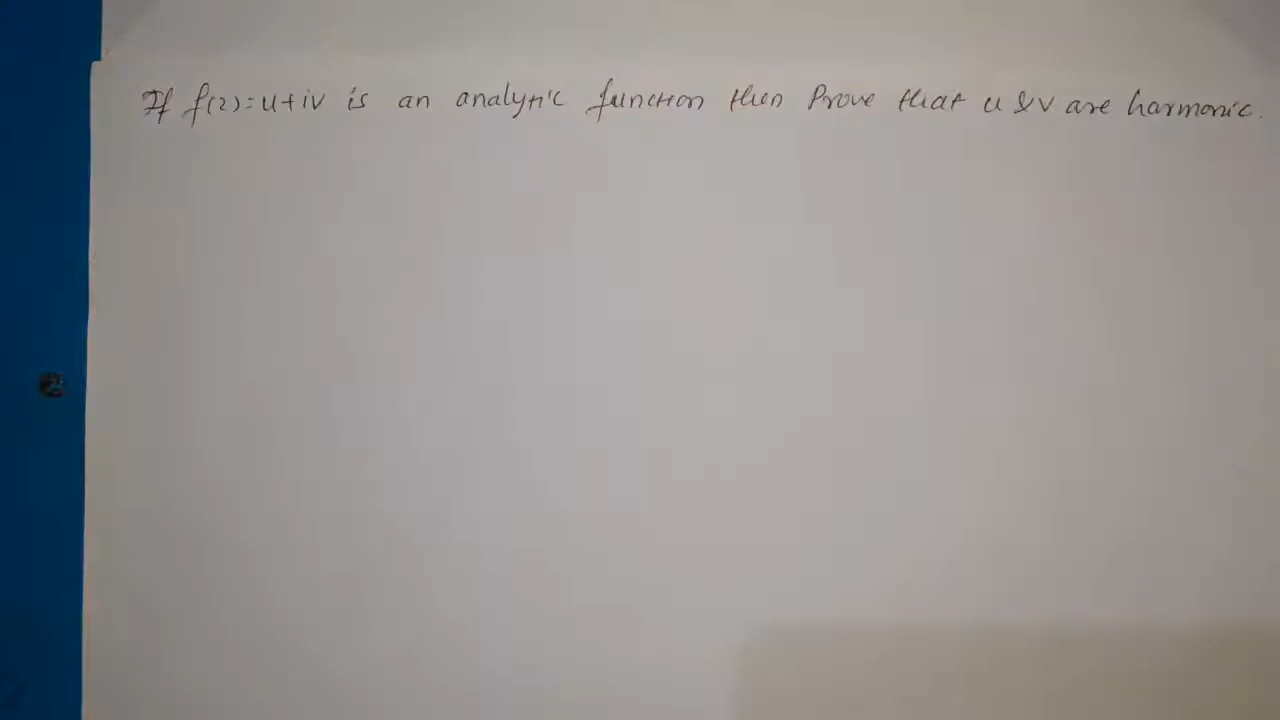 If f(z)=u+iv is an analytic function then Prove that u & v are harmonic.